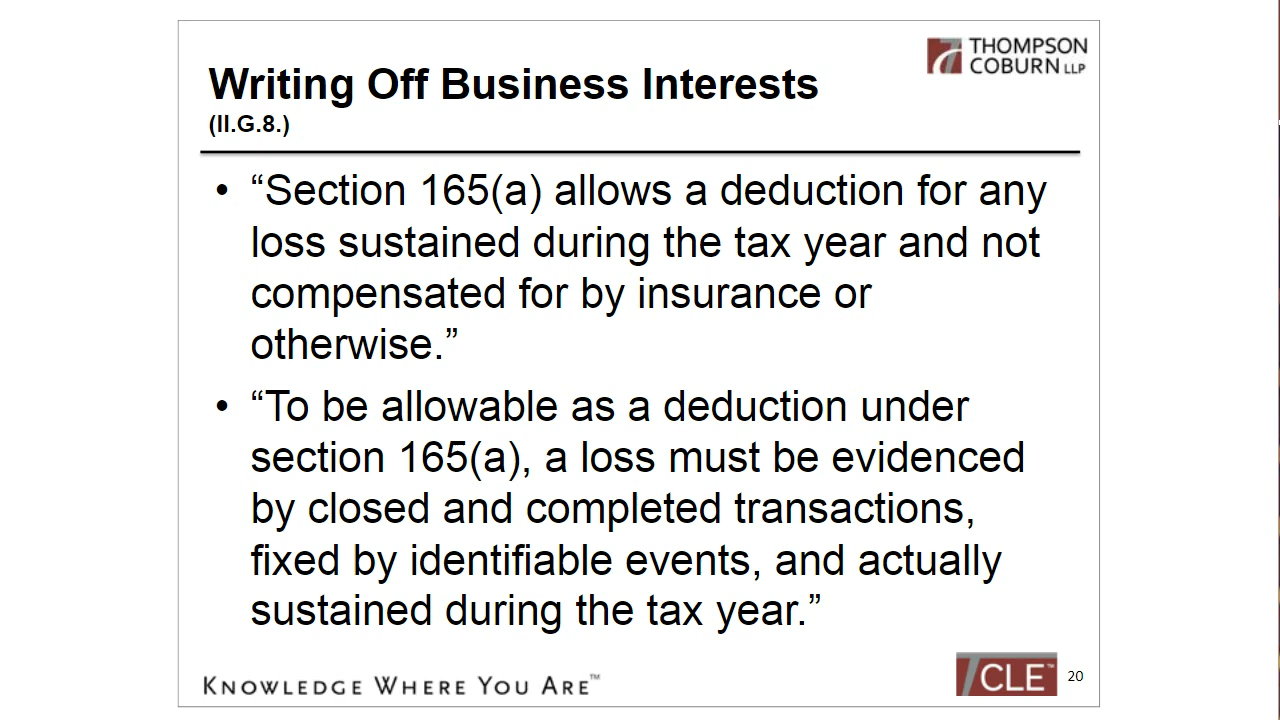 THOMPSON
COBURN LLP
Writing Off Business Interests
(II.G.8.)
• “Section 165(a) allows a deduction for any
loss sustained during the tax year and not
compensated for by insurance or
otherwise.”
• “To be allowable as a deduction under
section 165(a), a loss must be evidenced
by closed and completed transactions,
fixed by identifiable events, and actually
sustained during the tax year.”
KNOWLEDGE WHERE YOU ARE™
TCLE™ 20